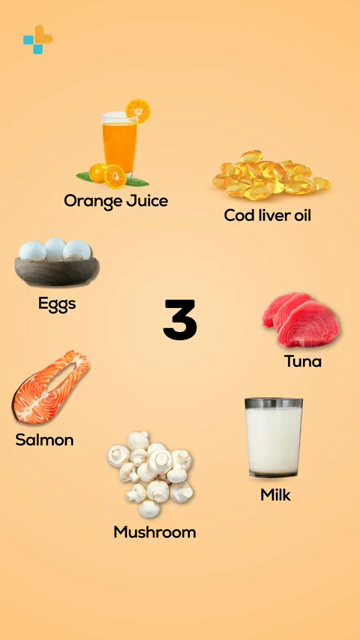 Orange Juice
Cod liver oil
Eggs
3
Tuna
Salmon
Milk
Mushroom